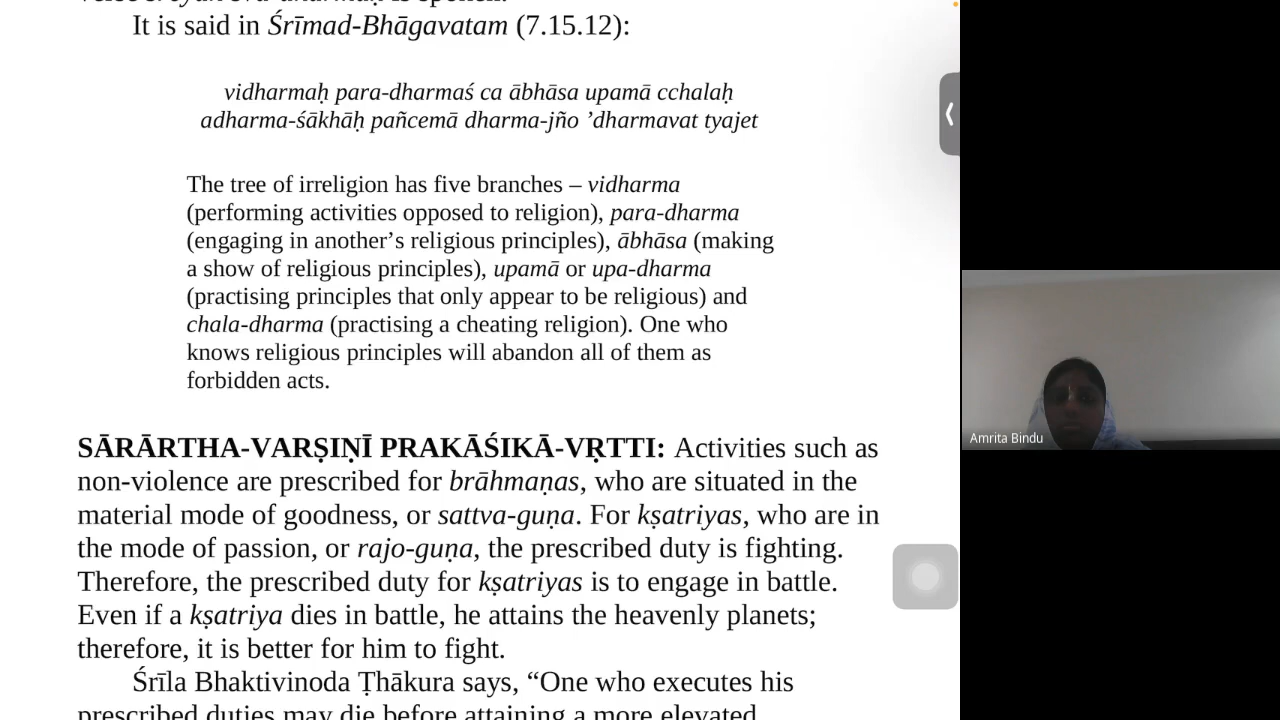 It is said in Śrīmad-Bhāgavatam (7.15.12):
vidharmaḥ para-dharmaś ca ābhāsa upamā cchalaḥ
adharma-śākhāḥ pañcemā dharma-jño ’dharmavat tyajet
The tree of irreligion has five branches – vidharma
(performing activities opposed to religion), para-dharma
(engaging in another’s religious principles), ābhāsa (making
a show of religious principles), upamā or upa-dharma
(practising principles that only appear to be religious) and
chala-dharma (practising a cheating religion). One who
knows religious principles will abandon all of them as
forbidden acts.
SĀRĀRTHA-VARṢIṆĪ PRAKĀŚIKĀ-VṚTTI: Activities such as
non-violence are prescribed for brāhmaṇas, who are situated in the
material mode of goodness, or sattva-guṇa. For kṣatriyas, who are in
the mode of passion, or rajo-guṇa, the prescribed duty is fighting.
Therefore, the prescribed duty for kṣatriyas is to engage in battle.
Even if a kṣatriya dies in battle, he attains the heavenly planets;
therefore, it is better for him to fight.
Śrīla Bhaktivinoda Ṭhākura says, “One who executes his
prescribed duties may die before attaining a more elevated
Amrita Bindu